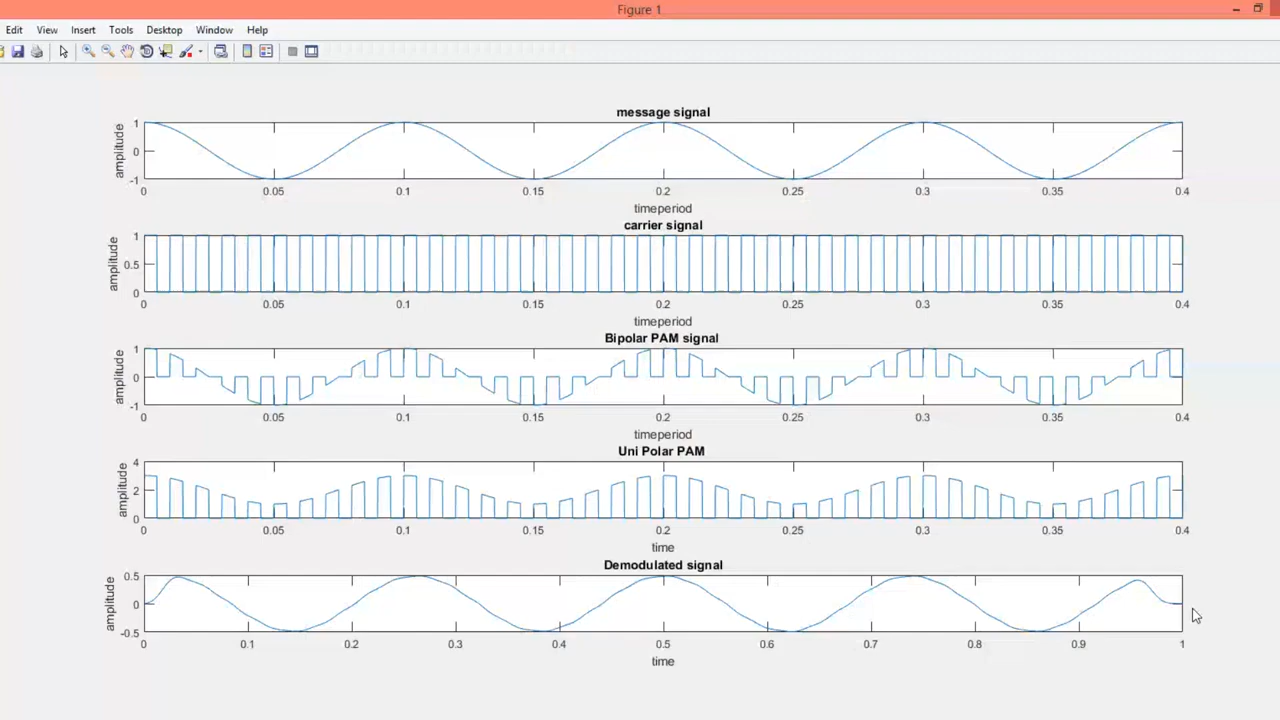 Figure 1
Edit View Insert Tools Desktop Window Help
message signal
amplitude
1
0
-1
0 0.05 0.1 0.15 0.2 0.25 0.3 0.35 0.4
timeperiod
carrier signal
amplitude
1
0.5
0
0 0.05 0.1 0.15 0.2 0.25 0.3 0.35 0.4
timeperiod
Bipolar PAM signal
amplitude
1
0
-1
0 0.05 0.1 0.15 0.2 0.25 0.3 0.35 0.4
timeperiod
Uni Polar PAM
amplitude
4
2
0
0 0.05 0.1 0.15 0.2 0.25 0.3 0.35 0.4
time
Demodulated signal
amplitude
0.5
0
-0.5
0 0.1 0.2 0.3 0.4 0.5 0.6 0.7 0.8 0.9 1
time